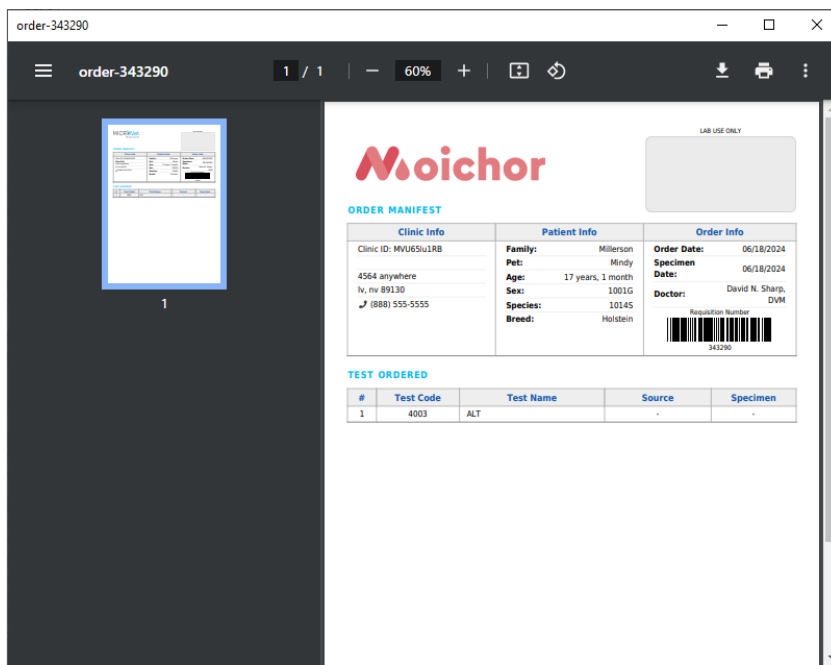 order-343290
order-343290
1 / 1
60%
1
LAB USE ONLY
Moichor
ORDER MANIFEST
Clinic Info
Clinic ID: MVU65lu1RB
4564 anywhere
lv, nv 89130
(888) 555-5555
Patient Info
Family: Millerson
Pet: Mindy
Age: 17 years, 1 month
Sex: 1001G
Species: 1014S
Breed: Holstein
Order Info
Order Date: 06/18/2024
Specimen Date: 06/18/2024
Doctor: David N. Sharp, DVM
Requisition Number
343290
TEST ORDERED
# Test Code Test Name Source Specimen
1 4003 ALT - -